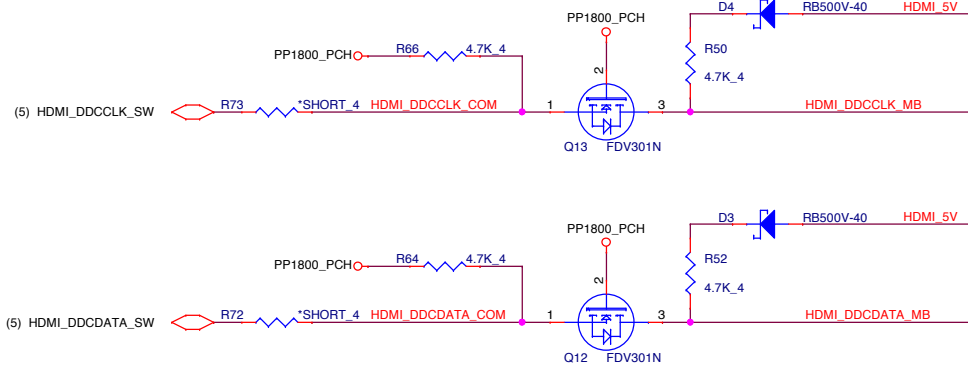 D4 RB500V-40 HDMI_5V
PP1800_PCH
R66 4.7K_4
PP1800_PCH
R50
4.7K_4
2
(5) HDMI_DDCCLK_SW R73 *SHORT_4 HDMI_DDCCLK_COM 1 3 HDMI_DDCCLK_MB
Q13 FDV301N
D3 RB500V-40 HDMI_5V
PP1800_PCH
R64 4.7K_4
PP1800_PCH
R52
4.7K_4
2
(5) HDMI_DDCDATA_SW R72 *SHORT_4 HDMI_DDCDATA_COM 1 3 HDMI_DDCDATA_MB
Q12 FDV301N